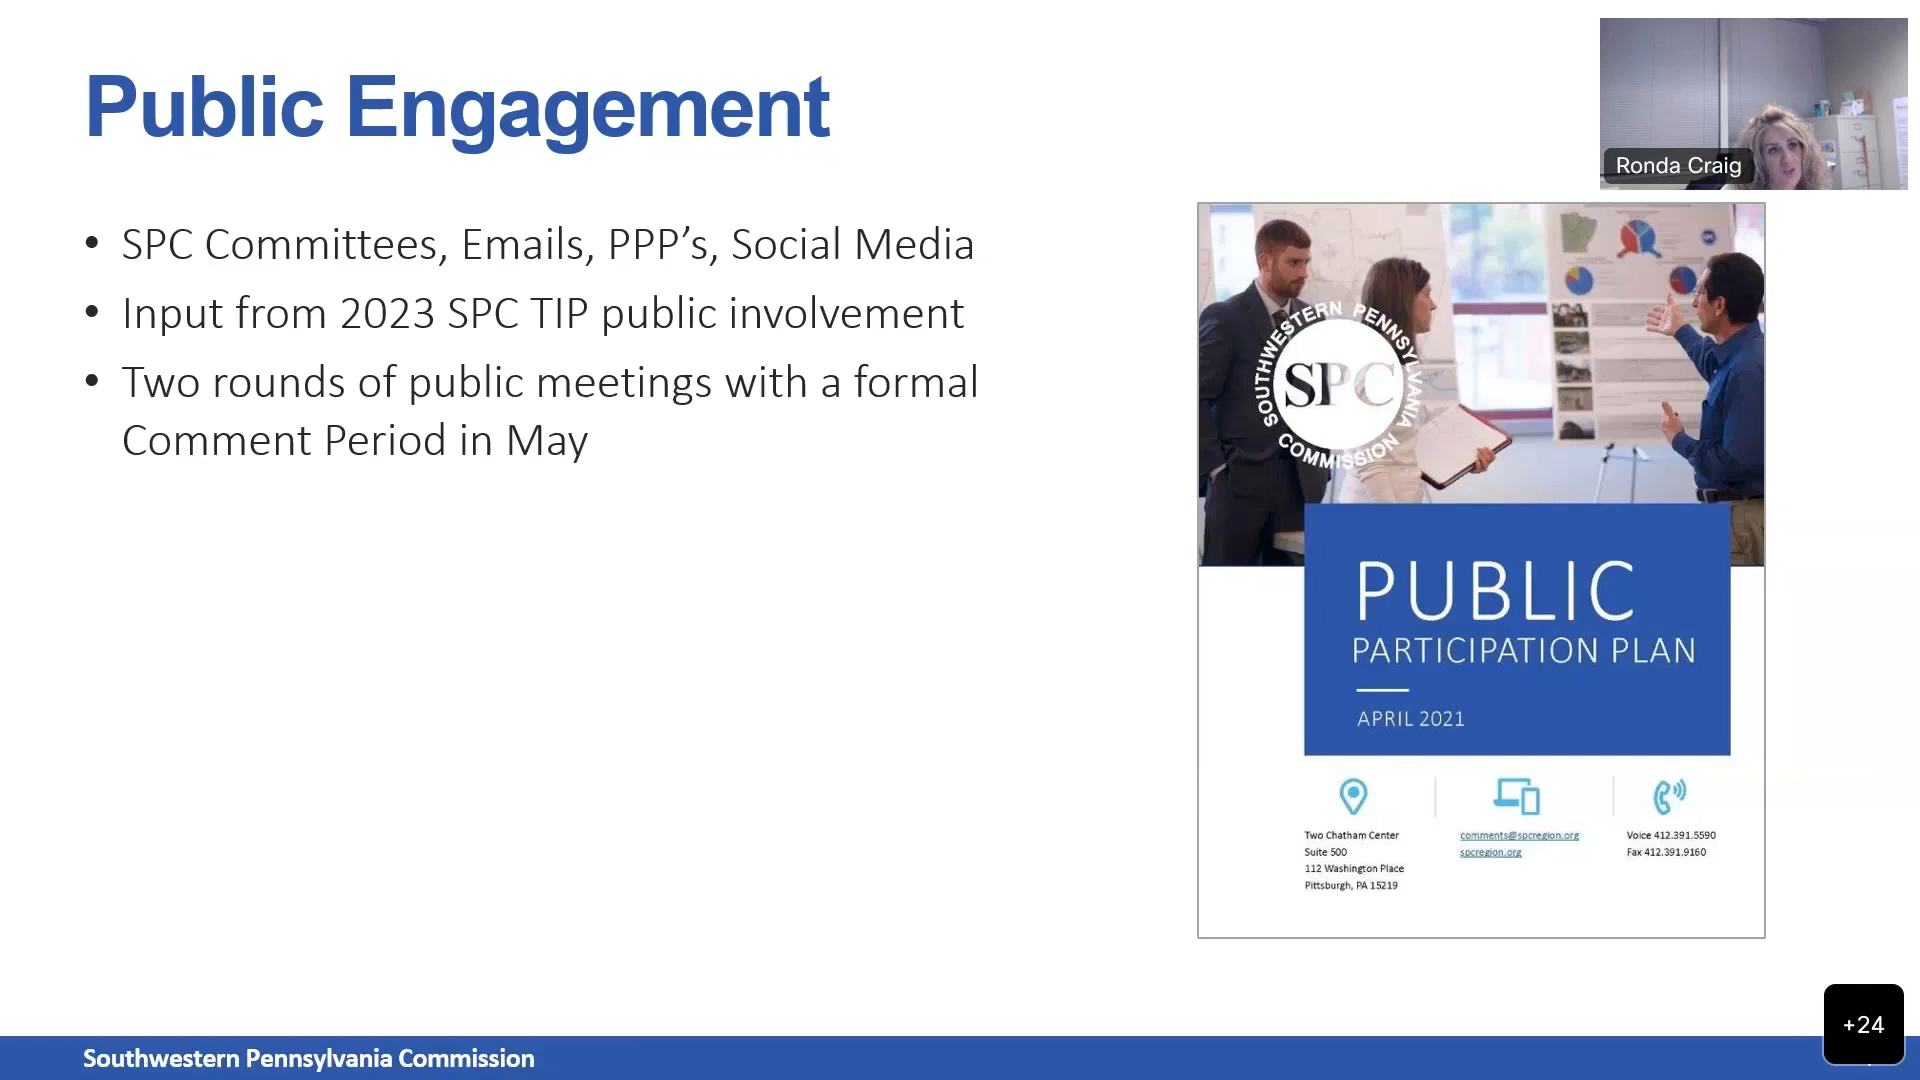 Public Engagement
Ronda Craig
• SPC Committees, Emails, PPP’s, Social Media
• Input from 2023 SPC TIP public involvement
• Two rounds of public meetings with a formal
Comment Period in May
SOUTHWESTERN PENNSYLVANIA
SPC
COMMISSION
SPC
PUBLIC
PARTICIPATION PLAN
APRIL 2021
Two Chatham Center
Suite 500
112 Washington Place
Pittsburgh, PA 15219
comments@spcregion.org
spcregion.org
Voice 412.391.5590
Fax 412.391.9160
+24
Southwestern Pennsylvania Commission